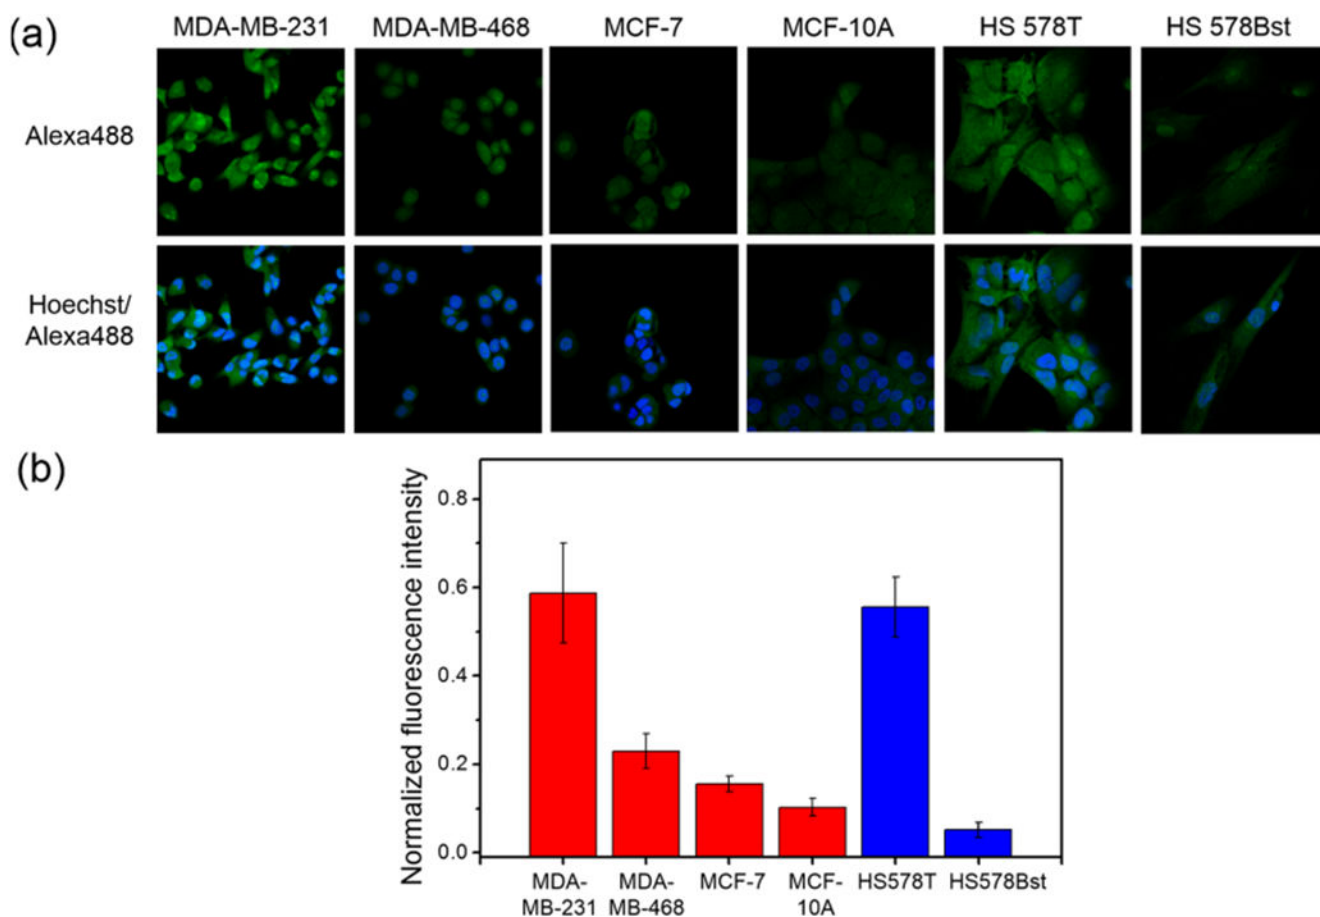 (a)
MDA-MB-231 MDA-MB-468 MCF-7 MCF-10A HS 578T HS 578Bst
Alexa488
Hoechst/
Alexa488
(b)
Normalized fluorescence intensity
0.8
0.6
0.4
0.2
0.0
MDA-
MB-231
MDA-
MB-468
MCF-7
MCF-
10A
HS578T
HS578Bst